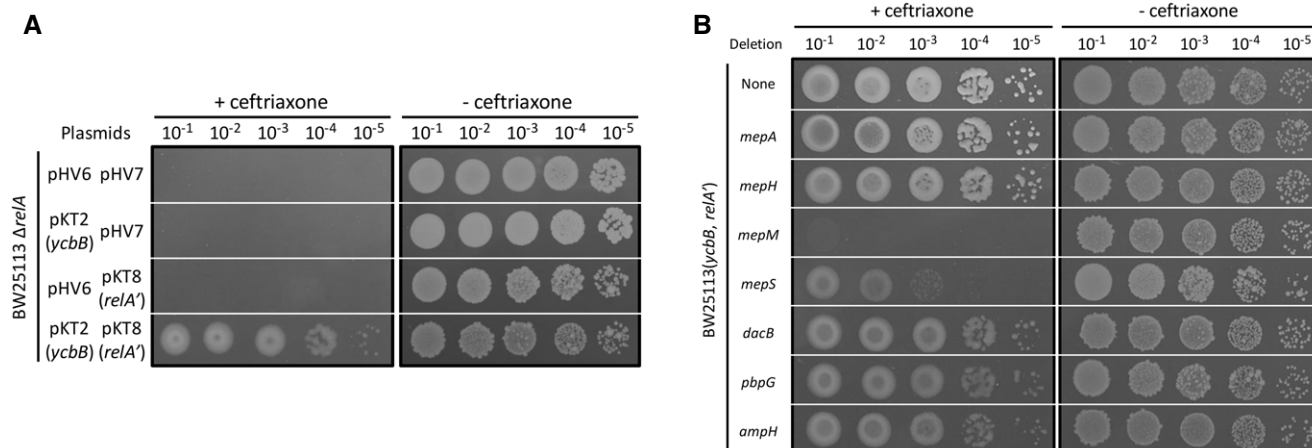 A
+ ceftriaxone - ceftriaxone
Plasmids 10-1 10-2 10-3 10-4 10-5 10-1 10-2 10-3 10-4 10-5
BW25113 ΔrelA
pHV6 pHV7
pKT2 (ycbB) pHV7
pHV6 pKT8 (relA')
pKT2 pKT8
(ycbB) (relA')
B
+ ceftriaxone - ceftriaxone
Deletion 10-1 10-2 10-3 10-4 10-5 10-1 10-2 10-3 10-4 10-5
BW25113(ycbB, relA')
None
mepA
mepH
mepM
mepS
dacB
pbpG
ampH